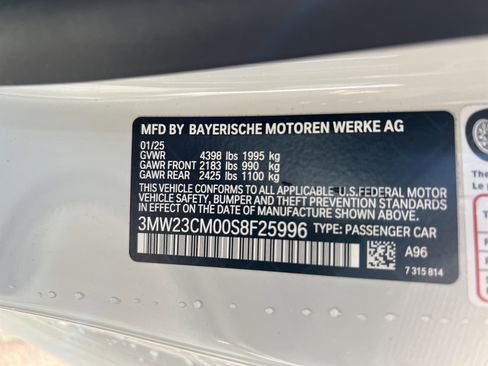 MFD BY BAYERISCHE MOTOREN WERKE AG
01/25
GVWR 4398 lbs 1995 kg
GAWR FRONT 2183 lbs 990 kg
GAWR REAR 2425 lbs 1100 kg
THIS VEHICLE CONFORMS TO ALL APPLICABLE U.S.FEDERAL MOTOR
VEHICLE SAFETY, BUMPER AND THEFT PREVENTION STANDARDS
IN EFFECT ON THE DATE OF MANUFACTURE SHOWN ABOVE.
3MW23CM00S8F25996 TYPE: PASSENGER CAR
A96
7 315 814
The
Le p